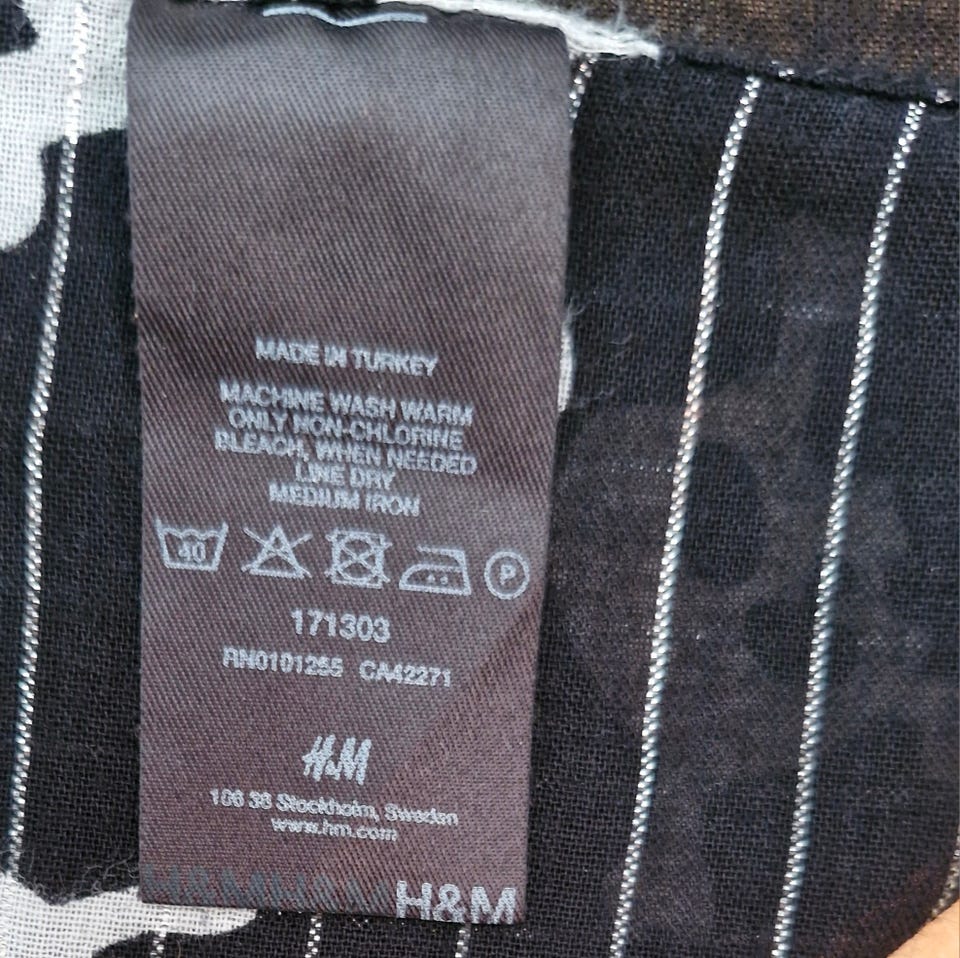 MADE IN TURKEY
MACHINE WASH WARM
ONLY NON-CHLORINE
BLEACH, WHEN NEEDED
LINE DRY
MEDIUM IRON
40 P
171303
RN0101255 CA42271
H&M
106 38 Stockholm, Sweden
www.hm.com
H&M